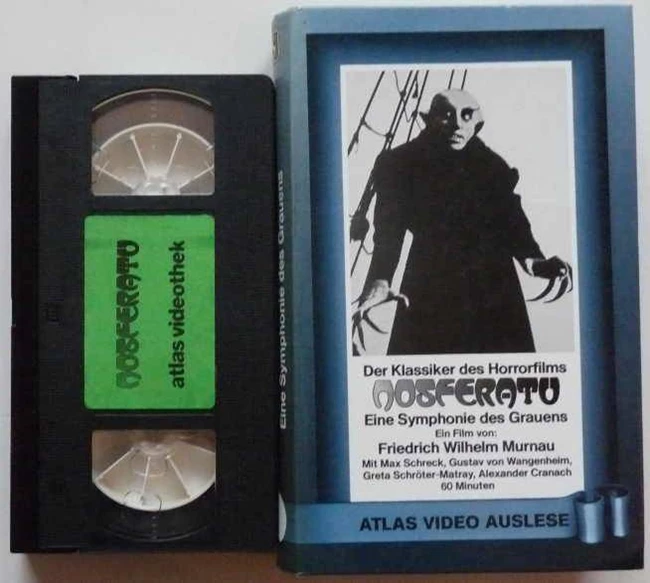 NOSFERATU
atlas videothek
Eine Symphonie des Grauens
Der Klassiker des Horrorfilms
NOSFERATU
Eine Symphonie des Grauens
Ein Film von:
Friedrich Wilhelm Murnau
Mit Max Schreck, Gustav von Wangenheim,
Greta Schröter-Matray, Alexander Cranach
60 Minuten
ATLAS VIDEO AUSLESE